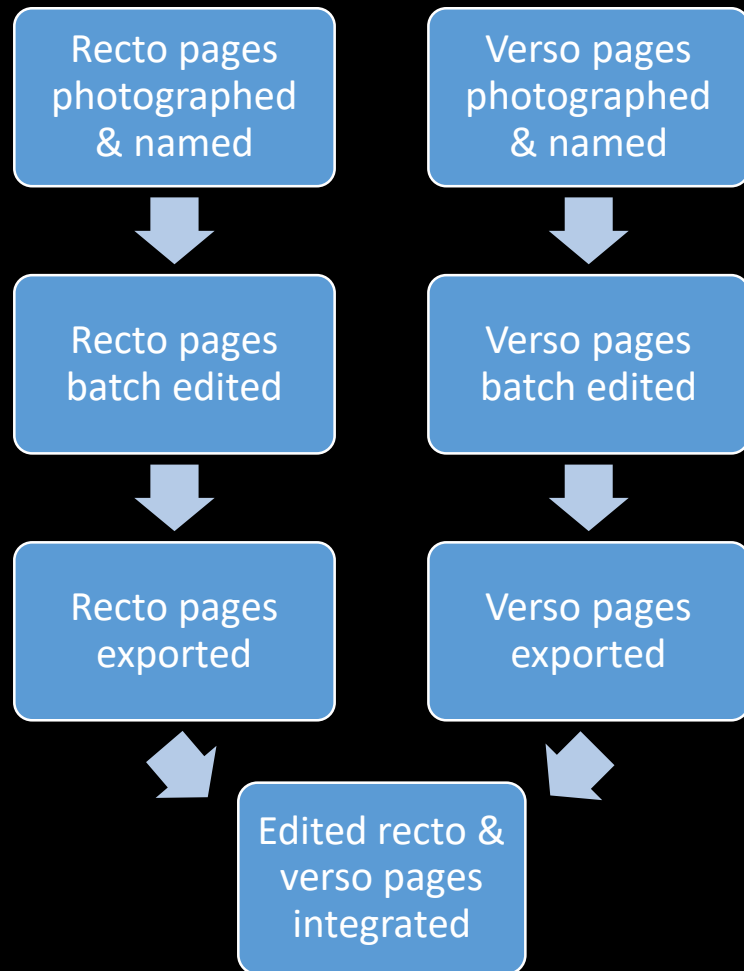 Recto pages
photographed
& named
Verso pages
photographed
& named
Recto pages
batch edited
Verso pages
batch edited
Recto pages
exported
Verso pages
exported
Edited recto &
verso pages
integrated